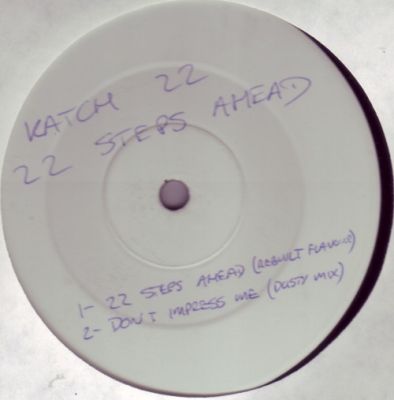 KATCH 22
22 STEPS AHEAD
1- 22 STEPS AHEAD (REBUILT FLAVOUR)
2- DON'T IMPRESS ME (DUSTY MIX)